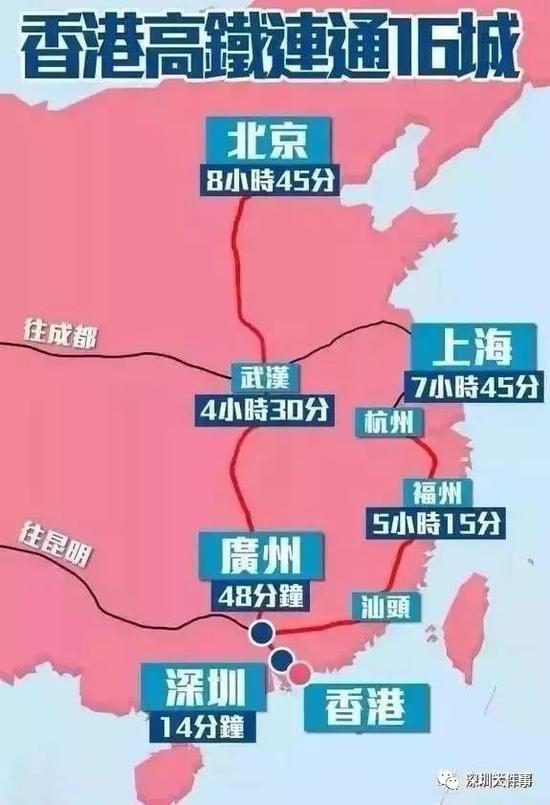 香港高鐵連通16城
北京
8小時45分
往成都
上海
7小時45分
武漢
4小時30分
杭州
福州
5小時15分
往昆明
廣州
48分鐘
汕頭
深圳
14分鐘
香港
深圳大件事